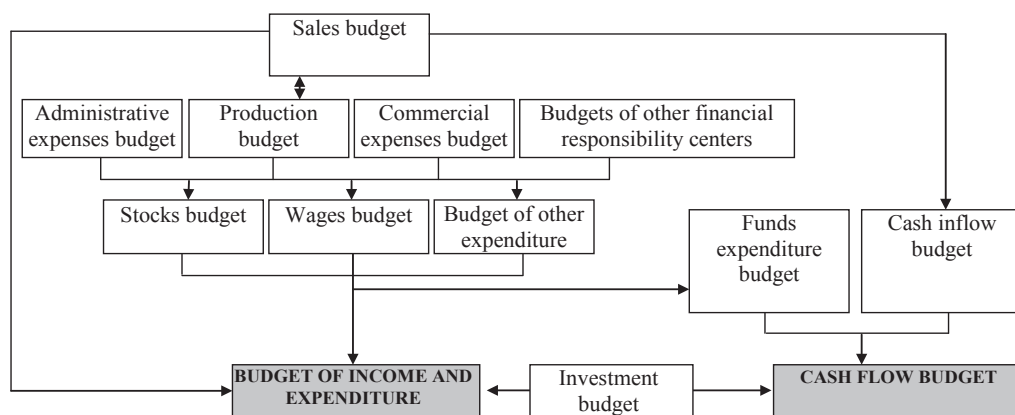 Sales budget
Administrative
expenses budget
Production
budget
Commercial
expenses budget
Budgets of other financial
responsibility centers
Stocks budget
Wages budget
Budget of other
expenditure
Funds
expenditure
budget
Cash inflow
budget
BUDGET OF INCOME AND
EXPENDITURE
Investment
budget
CASH FLOW BUDGET